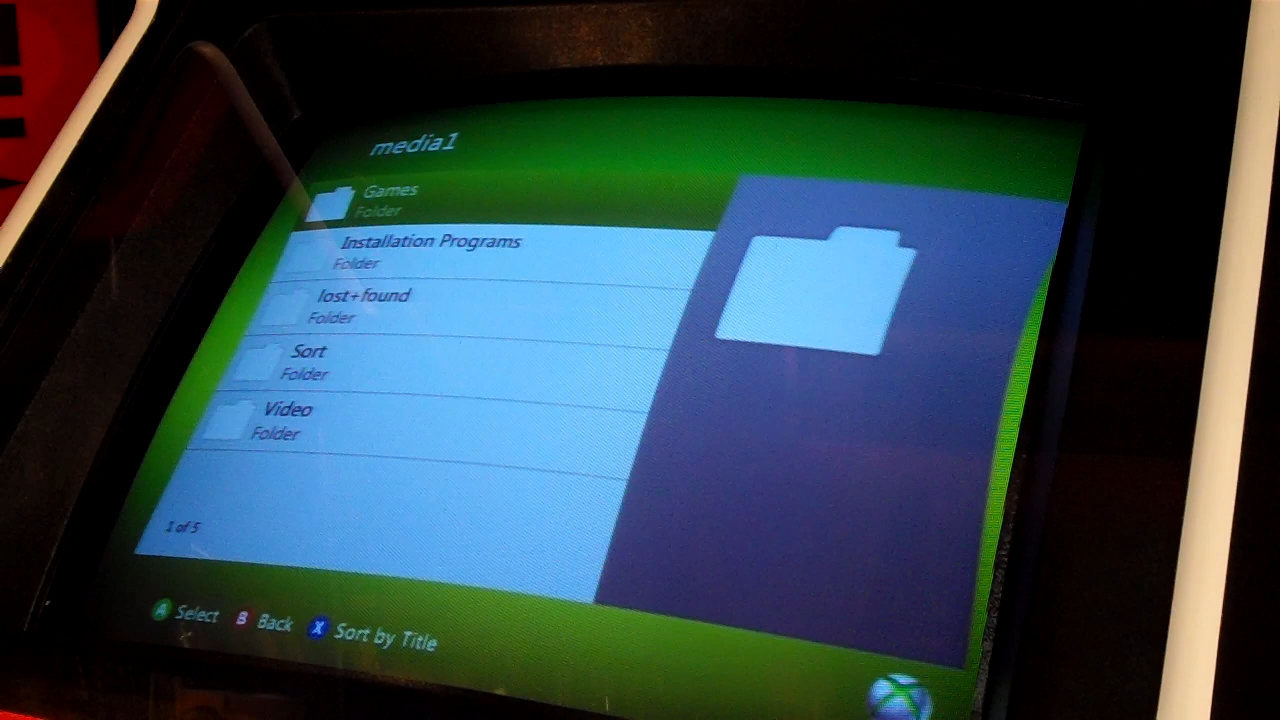 media1
Games
Folder
Installation Programs
Folder
lost+found
Folder
Sort
Folder
Video
Folder
1 of 5
A Select B Back X Sort by Title